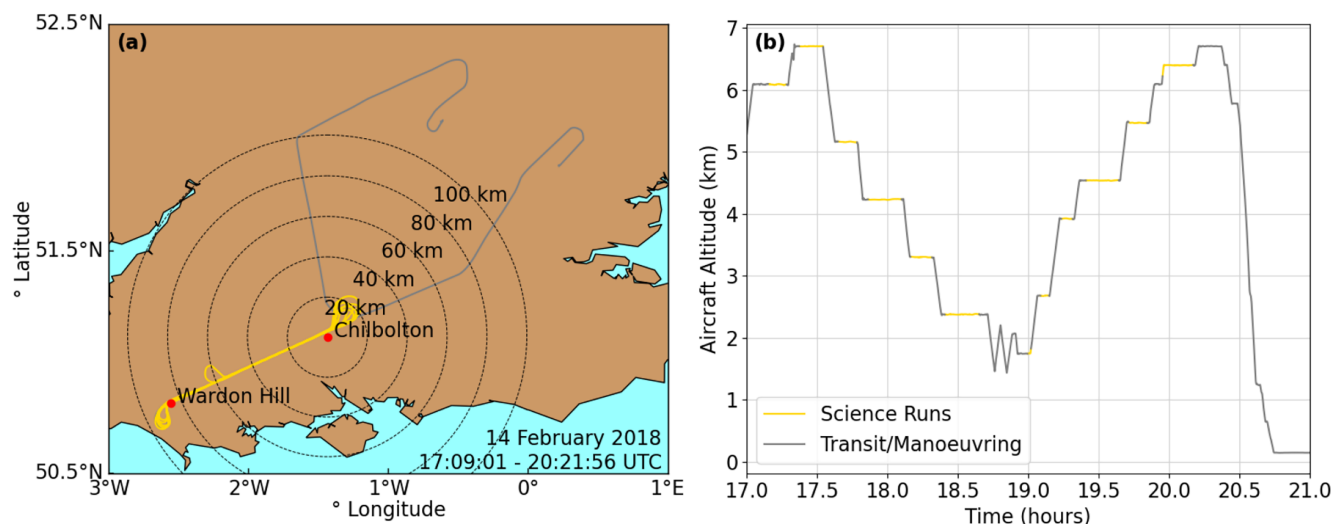 (a)
52.5°N
51.5°N
50.5°N
° Latitude
100 km
80 km
60 km
40 km
20 km
Chilbolton
Wardon Hill
14 February 2018
17:09:01 - 20:21:56 UTC
3°W
2°W
1°W
0°
1°E
° Longitude
(b)
7
6
5
4
3
2
1
0
Aircraft Altitude (km)
Science Runs
Transit/Manoeuvring
17.0
17.5
18.0
18.5
19.0
19.5
20.0
20.5
21.0
Time (hours)